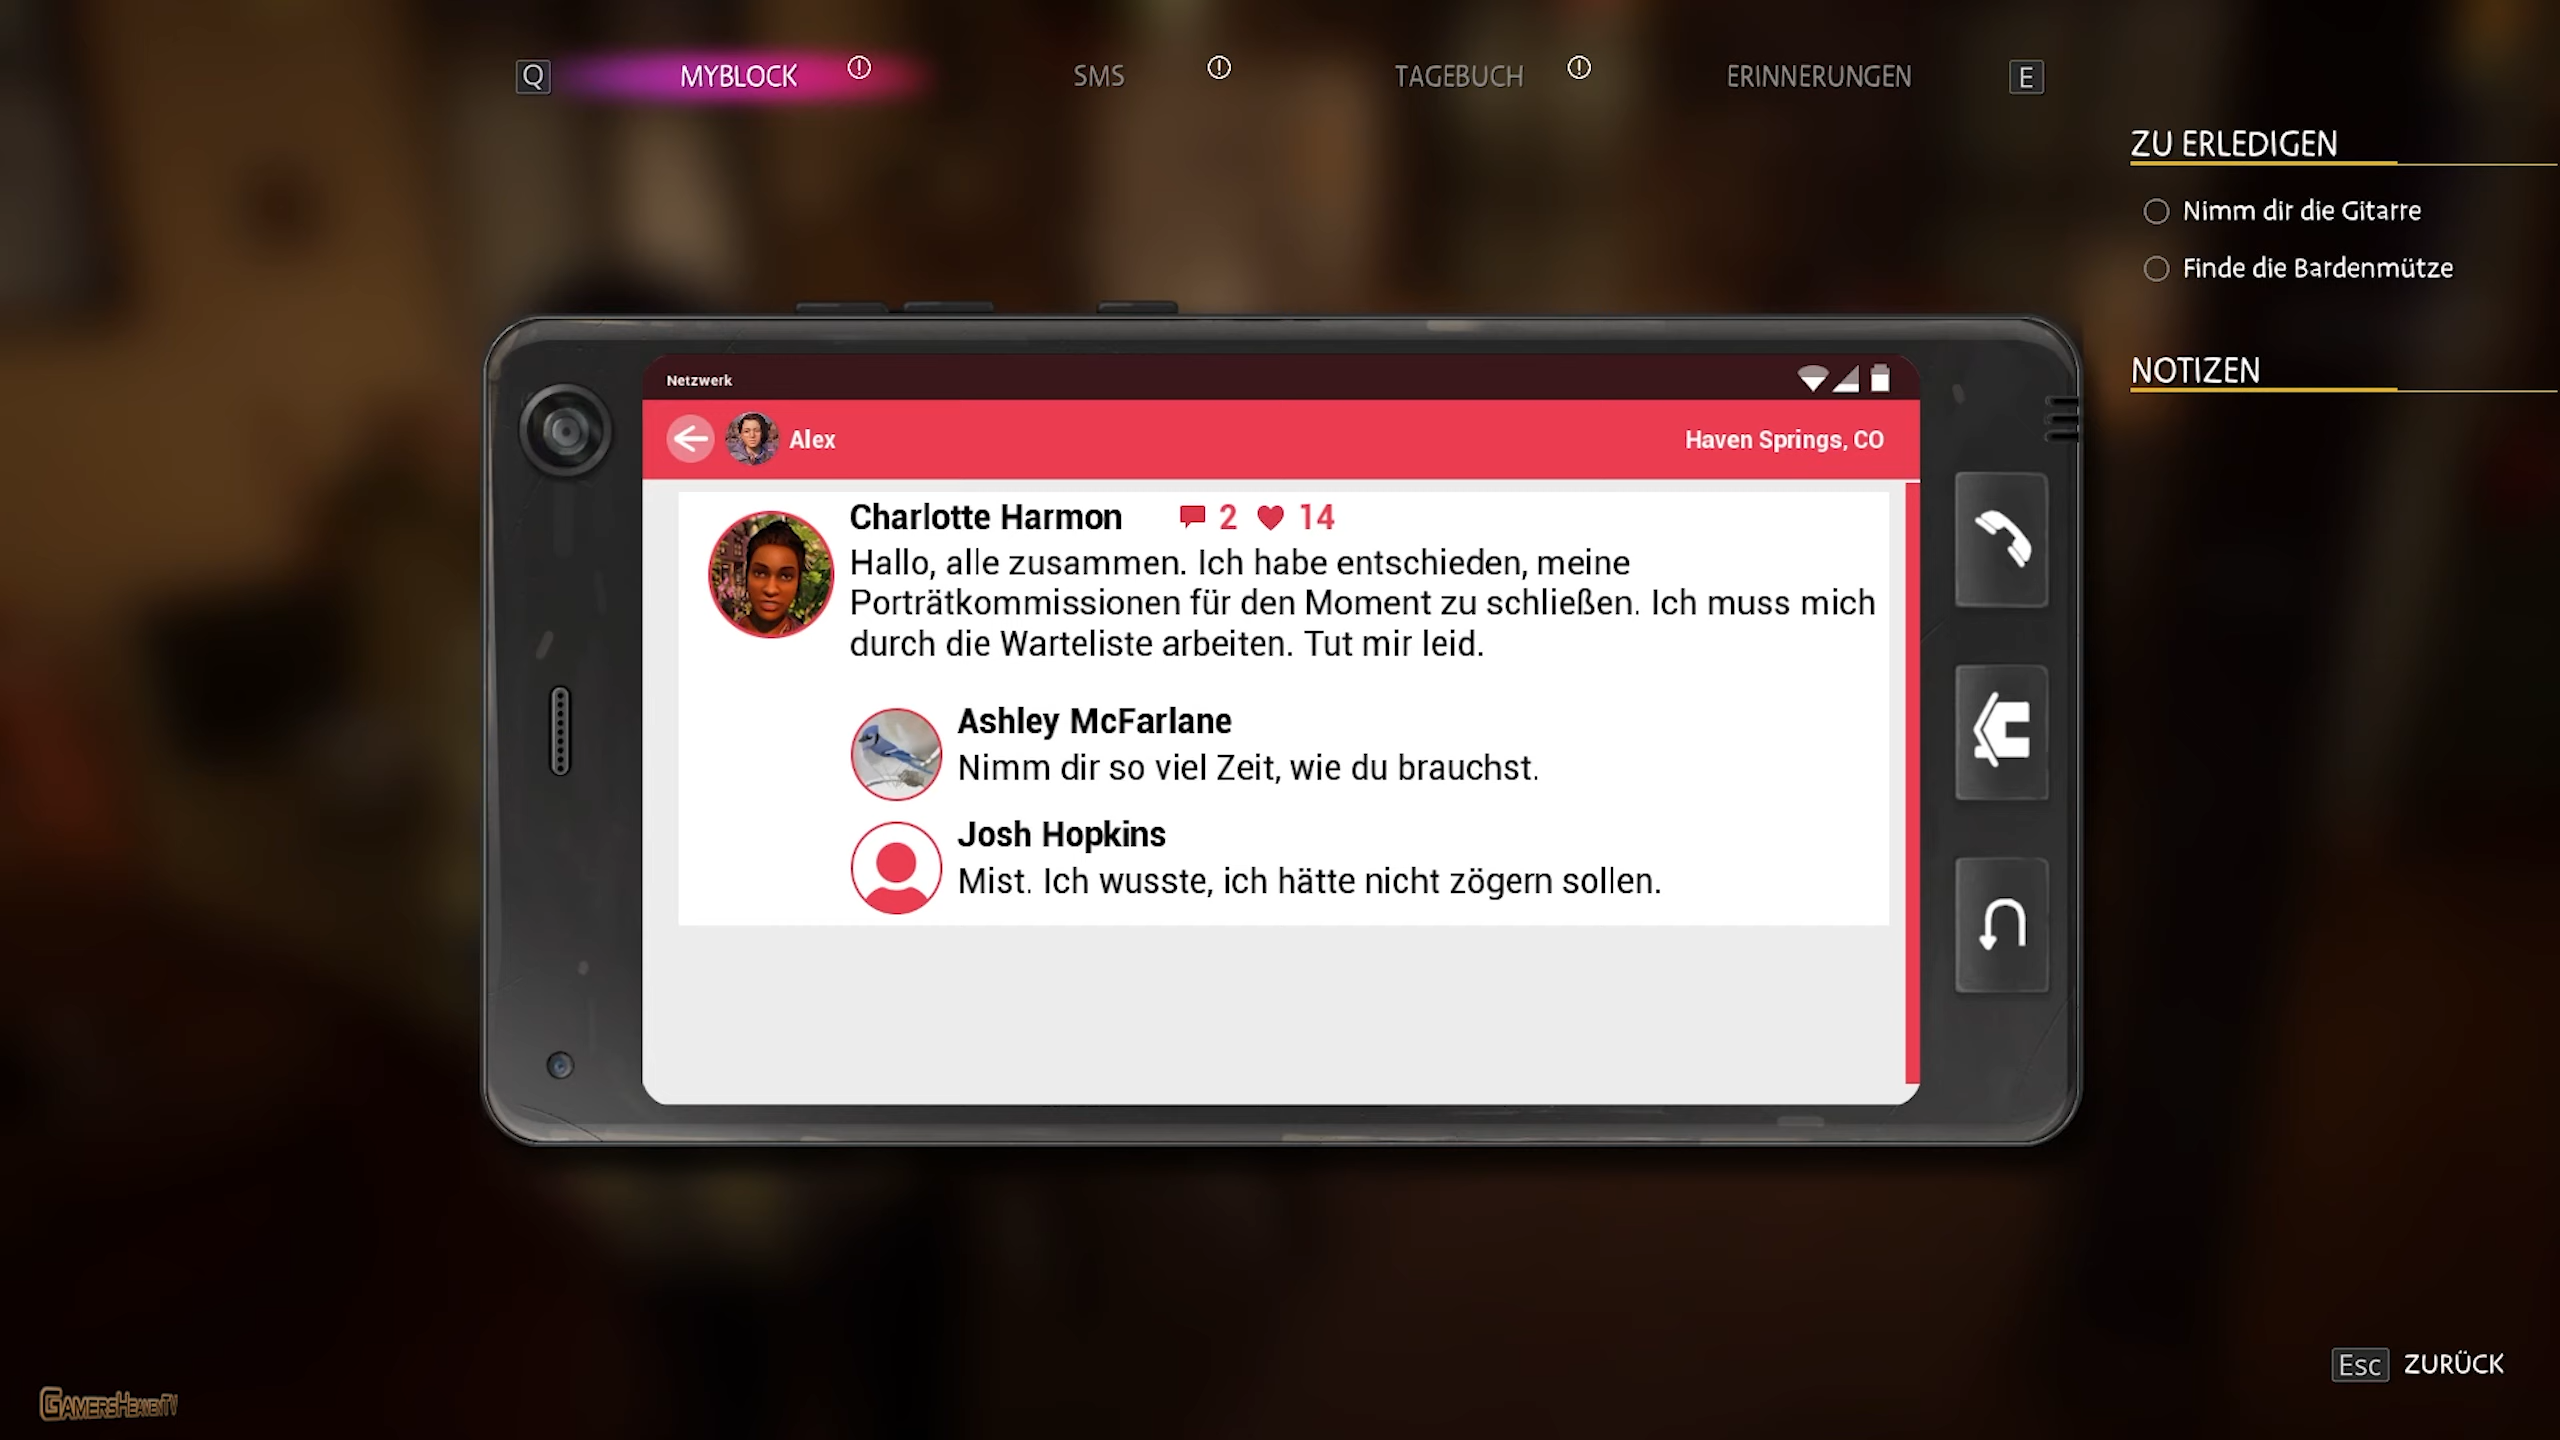 Q
MYBLOCK
SMS
TAGEBUCH
ERINNERUNGEN
E
ZU ERLEDIGEN
Nimm dir die Gitarre
Finde die Bardenmütze
NOTIZEN
Netzwerk
Alex
Haven Springs, CO
Charlotte Harmon 2 14
Hallo, alle zusammen. Ich habe entschieden, meine
Porträtkommissionen für den Moment zu schließen. Ich muss mich
durch die Warteliste arbeiten. Tut mir leid.
Ashley McFarlane
Nimm dir so viel Zeit, wie du brauchst.
Josh Hopkins
Mist. Ich wusste, ich hätte nicht zögern sollen.
Esc ZURÜCK
GAMERSHEAVENTV